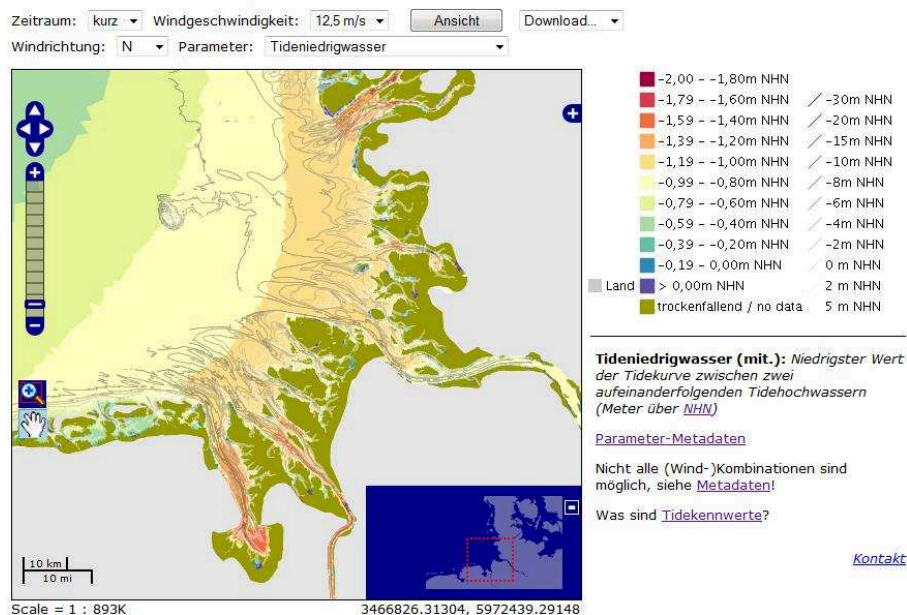 Zeitraum: kurz Windgeschwindigkeit: 12,5 m/s Ansicht Download...
Windrichtung: N Parameter: Tideniedrigwasser
-2,00 - -1,80m NHN
-1,79 - -1,60m NHN -30m NHN
-1,59 - -1,40m NHN -20m NHN
-1,39 - -1,20m NHN -15m NHN
-1,19 - -1,00m NHN -10m NHN
-0,99 - -0,80m NHN -8m NHN
-0,79 - -0,60m NHN -6m NHN
-0,59 - -0,40m NHN -4m NHN
-0,39 - -0,20m NHN -2m NHN
-0,19 - 0,00m NHN 0 m NHN
Land > 0,00m NHN 2 m NHN
trockenfallend / no data 5 m NHN
Tideniedrigwasser (mit.): Niedrigster Wert
der Tidekurve zwischen zwei
aufeinanderfolgenden Tidehochwassern
(Meter über NHN)
Parameter-Metadaten
Nicht alle (Wind-)Kombinationen sind
möglich, siehe Metadaten!
Was sind Tidekennwerte?
Kontakt
10 km
10 mi
Scale = 1 : 893K 3466826.31304, 5972439.29148